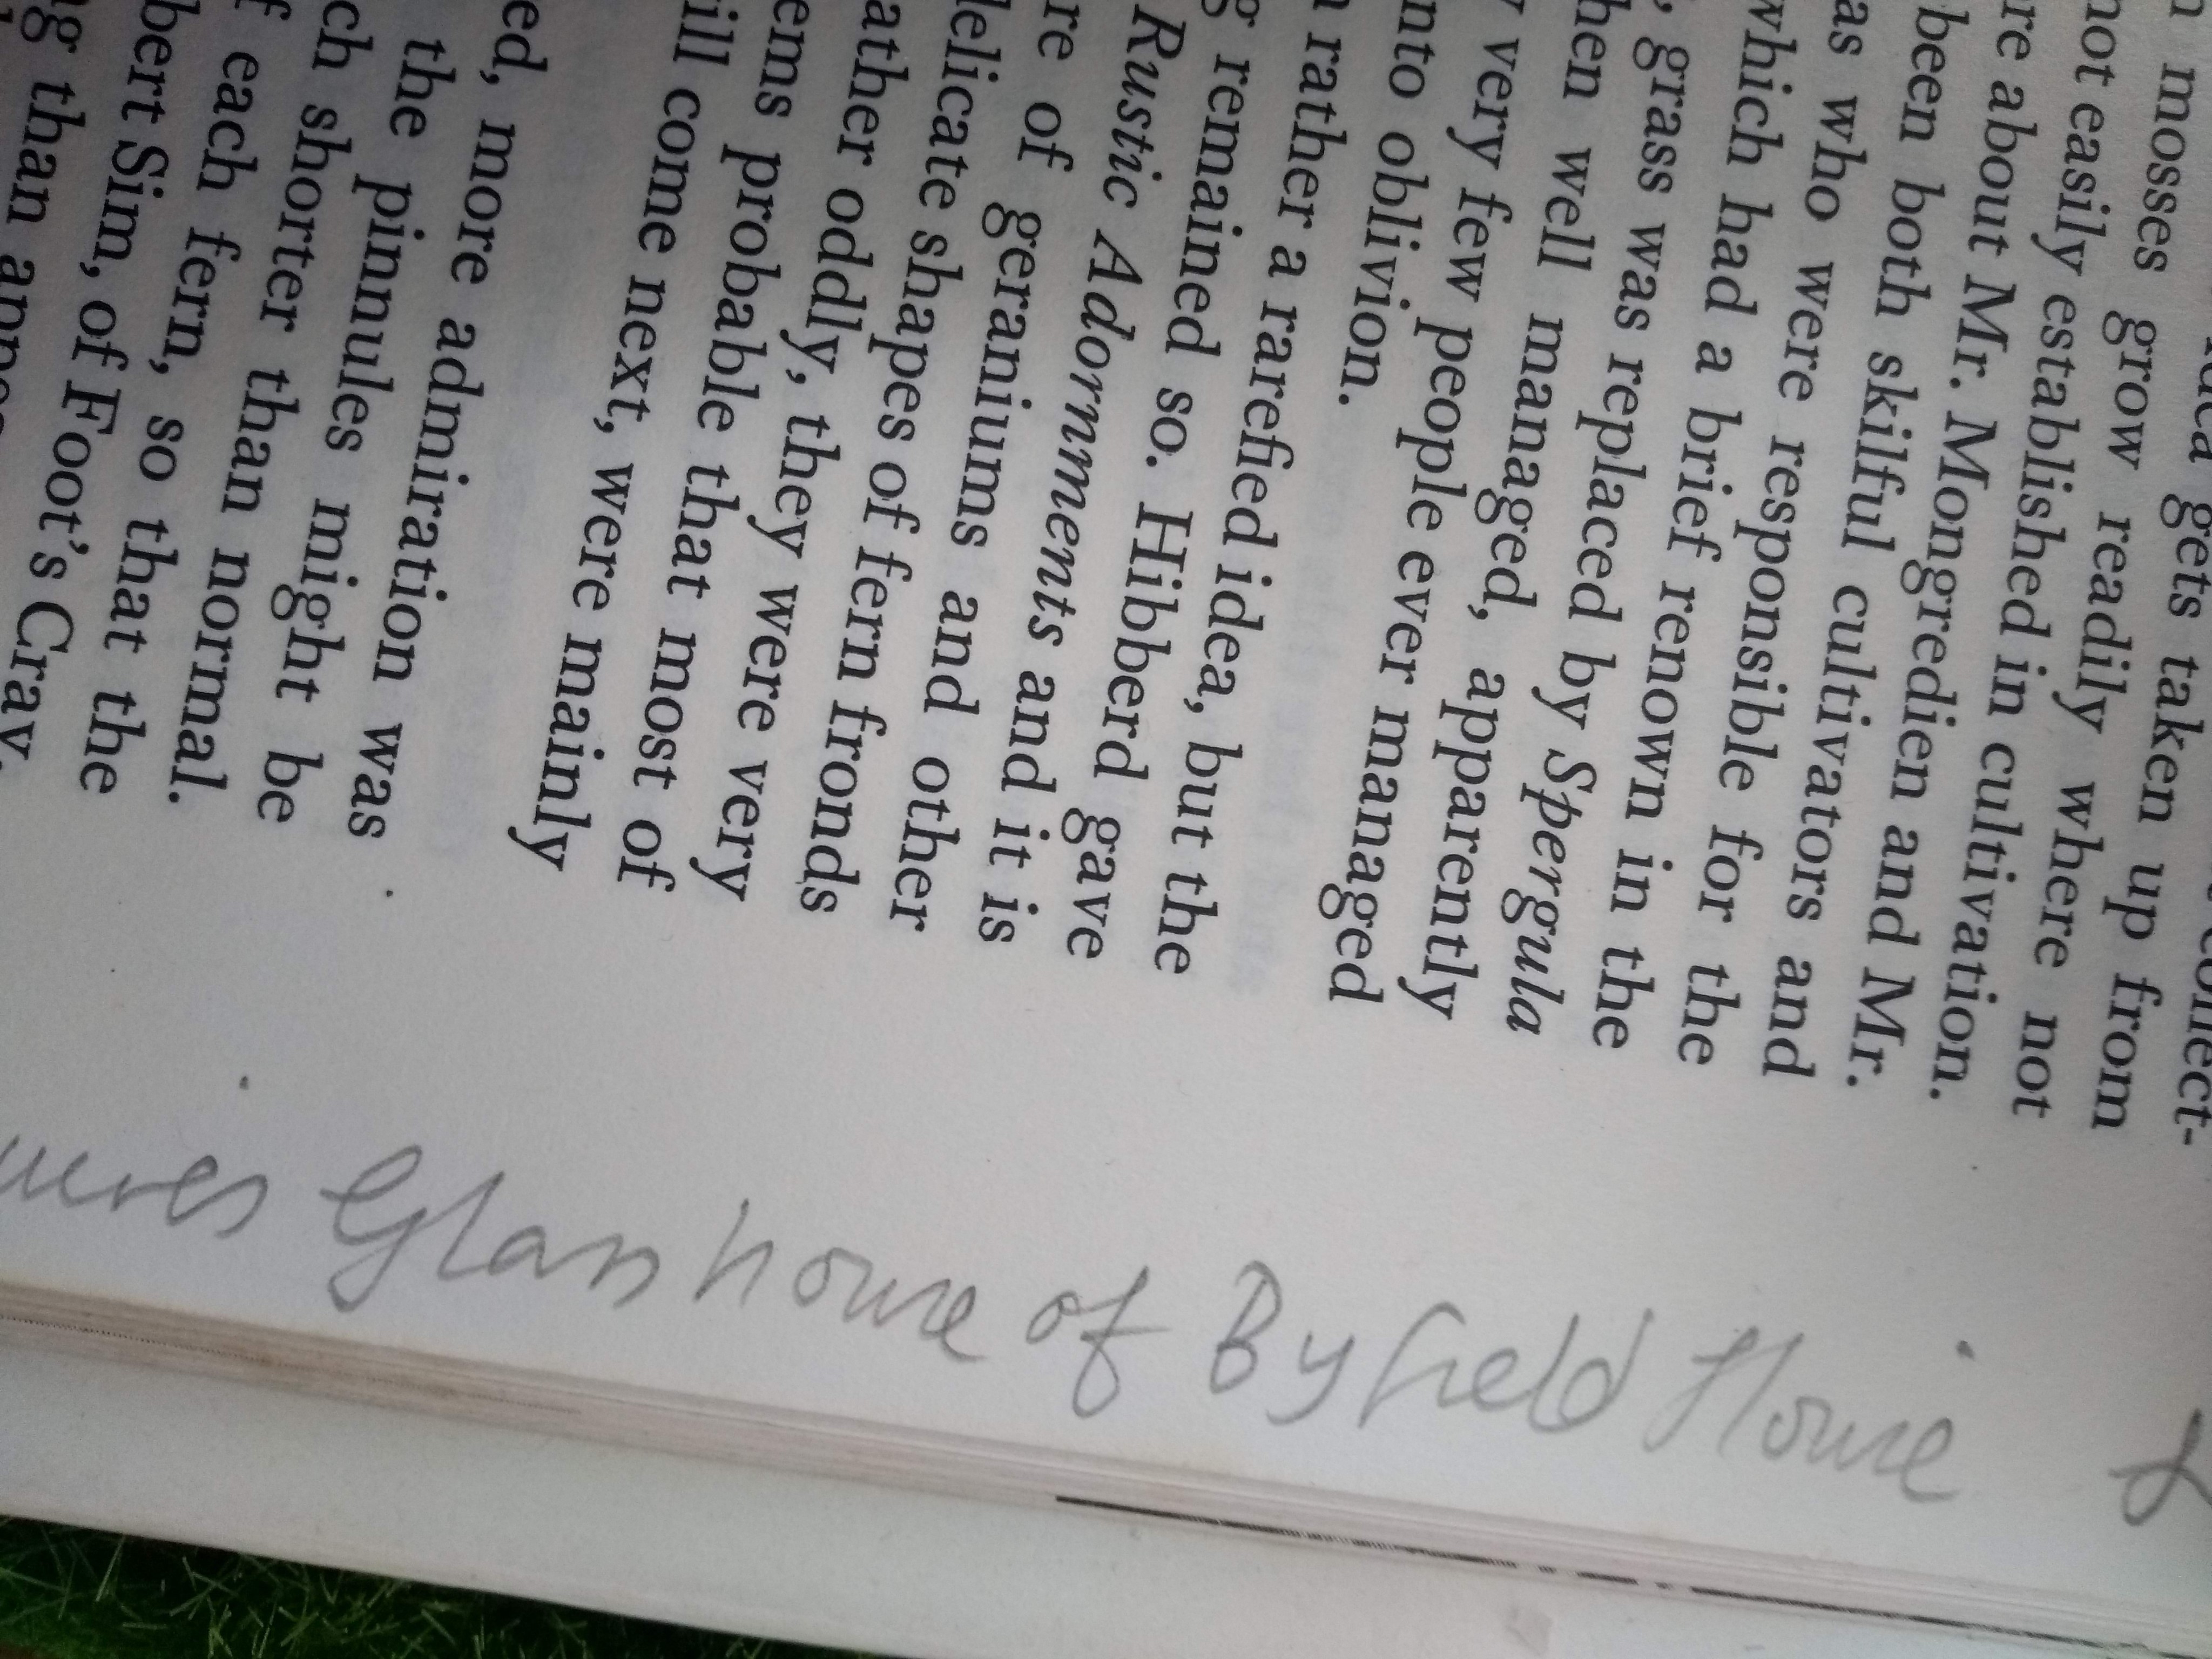 gets taken up from
mosses grow readily where not
not easily established in cultivation.
re about Mr. Mongredien and Mr.
been both skilful cultivators and
as who were responsible for the
which had a brief renown in the
, grass was replaced by Spergula
hen well managed, apparently
very few people ever managed
nto oblivion.
rather a rarefied idea, but the
g remained so. Hibberd gave
Rustic Adornments and it is
re of geraniums and other
elicate shapes of fern fronds
ather oddly, they were very
ems probable that most of
ill come next, were mainly
ed, more admiration was
the pinnules might be
ch shorter than normal.
f each fern, so that the
bert Sim, of Foot's Cray,
ng than
Glass house of Byfield House